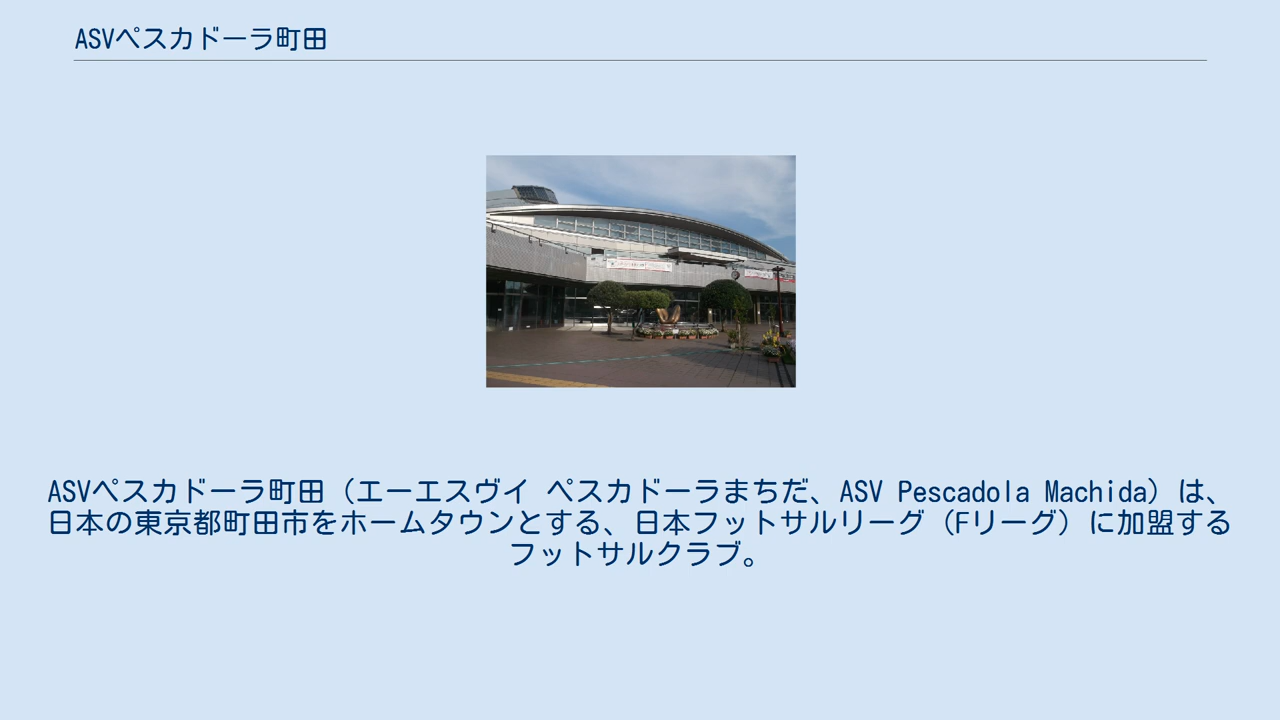 ASVペスカドーラ町田
ASVペスカドーラ町田（エーエスヴイ ペスカドーラまちだ、ASV Pescadola Machida）は、
日本の東京都町田市をホームタウンとする、日本フットサルリーグ（Fリーグ）に加盟する
フットサルクラブ。